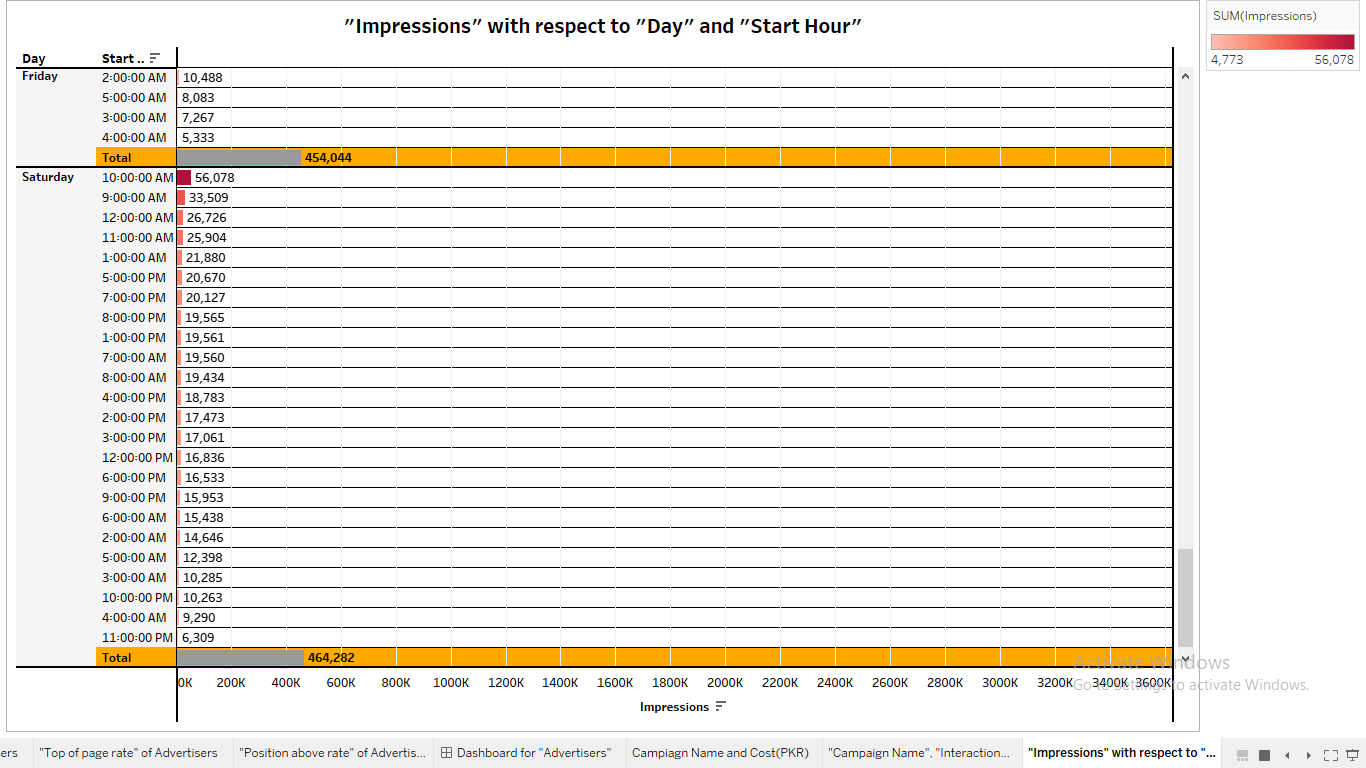 "Impressions" with respect to "Day" and "Start Hour"
SUM(Impressions)
4,773 56,078
Day Start ..
Friday 2:00:00 AM 10,488
5:00:00 AM 8,083
3:00:00 AM 7,267
4:00:00 AM 5,333
Total 454,044
Saturday 10:00:00 AM 56,078
9:00:00 AM 33,509
12:00:00 AM 26,726
11:00:00 AM 25,904
1:00:00 AM 21,880
5:00:00 PM 20,670
7:00:00 PM 20,127
8:00:00 PM 19,565
1:00:00 PM 19,561
7:00:00 AM 19,560
8:00:00 AM 19,434
4:00:00 PM 18,783
2:00:00 PM 17,473
3:00:00 PM 17,061
12:00:00 PM 16,836
6:00:00 PM 16,533
9:00:00 PM 15,953
6:00:00 AM 15,438
2:00:00 AM 14,646
5:00:00 AM 12,398
3:00:00 AM 10,285
10:00:00 PM 10,263
4:00:00 AM 9,290
11:00:00 PM 6,309
Total 464,282
0K 200K 400K 600K 800K 1000K 1200K 1400K 1600K 1800K 2000K 2200K 2400K 2600K 2800K 3000K 3200K 3400K 3600K
Impressions
Activate Windows
Go to Settings to activate Windows.
ers "Top of page rate" of Advertisers "Position above rate" of Advertis... Dashboard for "Advertisers" Campiagn Name and Cost(PKR) "Campaign Name", "Interaction... "Impressions" with respect to "...